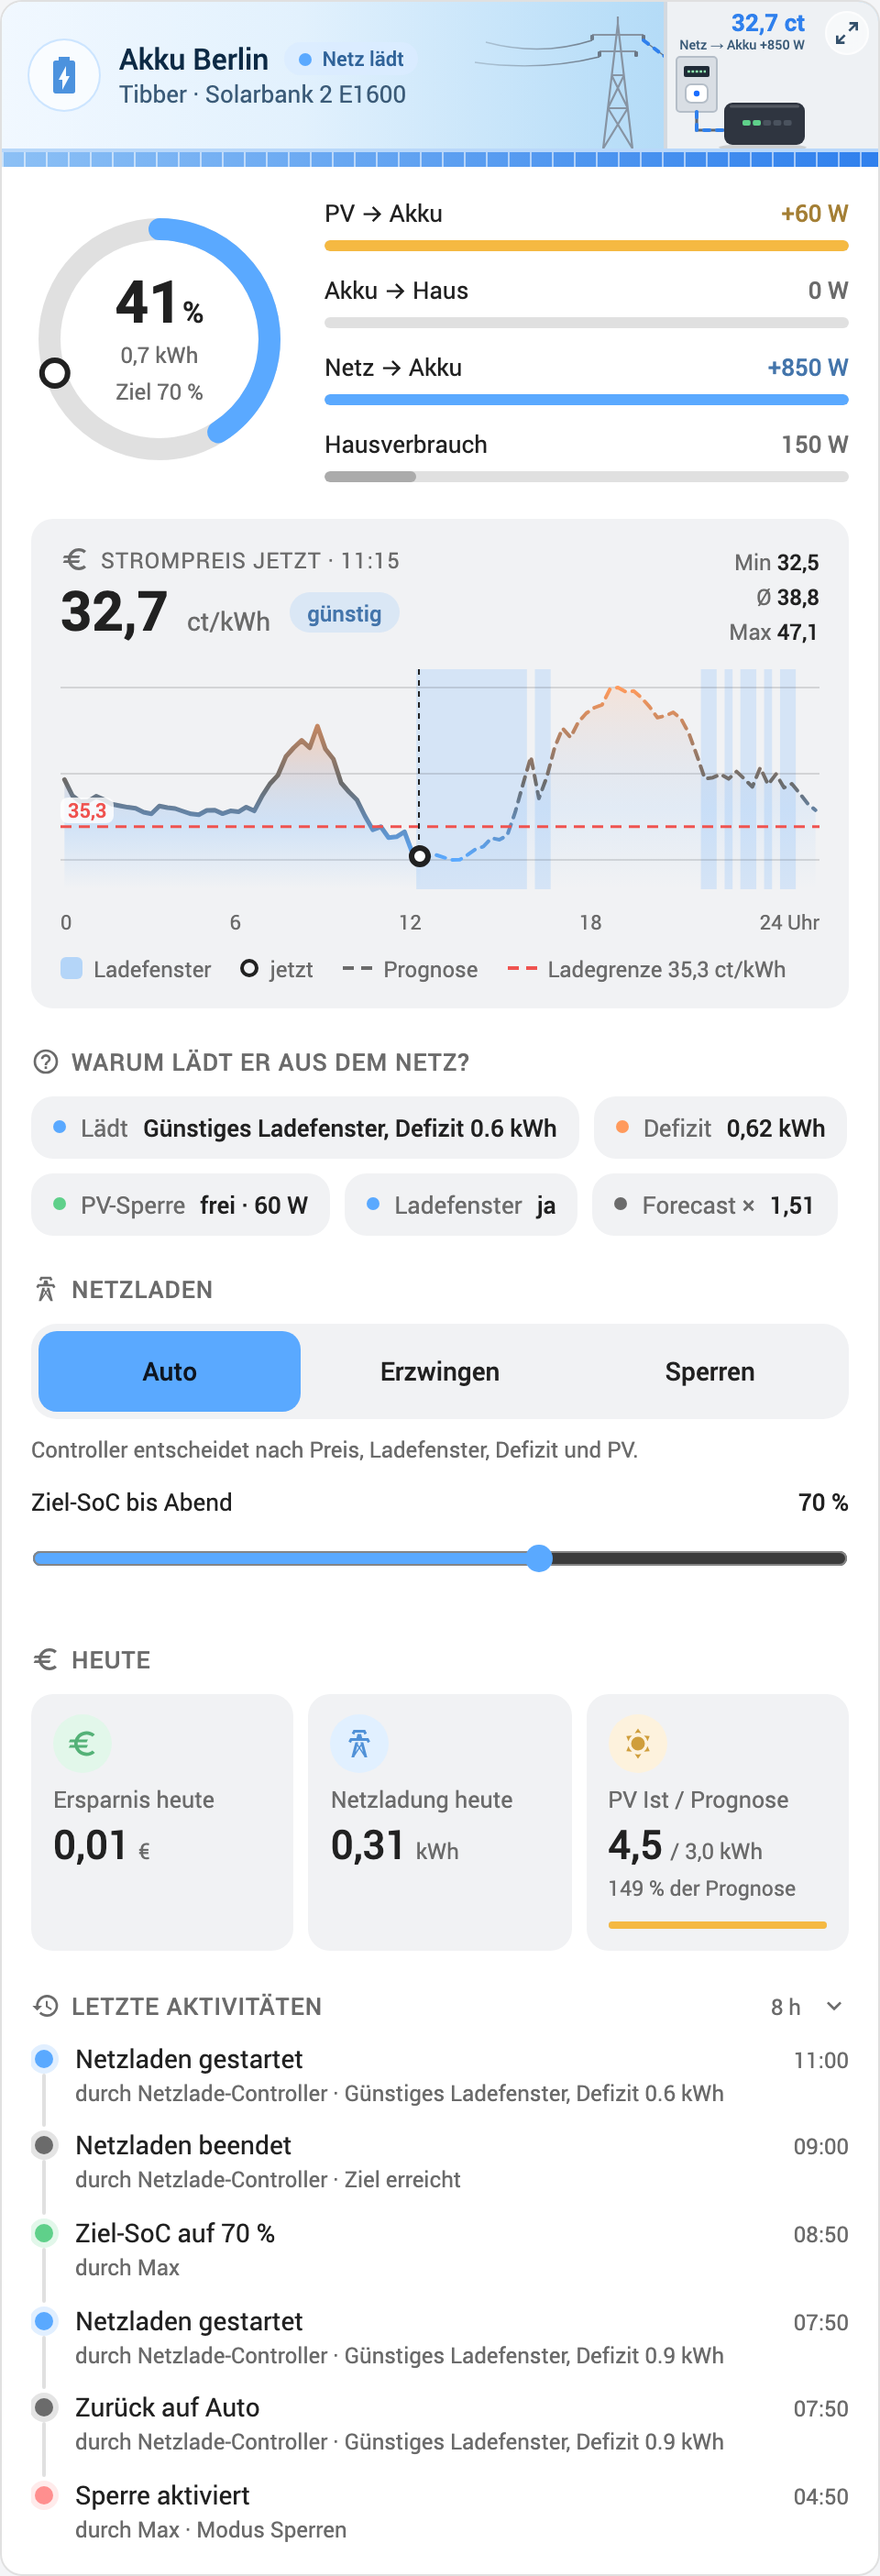 Akku Berlin
Netz lädt
Tibber · Solarbank 2 E1600
32,7 ct
Netz → Akku +850 W
41%
0,7 kWh
Ziel 70 %
PV → Akku +60 W
Akku → Haus 0 W
Netz → Akku +850 W
Hausverbrauch 150 W
STROMPREIS JETZT · 11:15
32,7 ct/kWh günstig
Min 32,5
Ø 38,8
Max 47,1
35,3
0 6 12 18 24 Uhr
Ladefenster jetzt Prognose Ladegrenze 35,3 ct/kWh
WARUM LÄDT ER AUS DEM NETZ?
Lädt Günstiges Ladefenster, Defizit 0.6 kWh
Defizit 0,62 kWh
PV-Sperre frei · 60 W
Ladefenster ja
Forecast × 1,51
NETZLADEN
Auto Erzwingen Sperren
Controller entscheidet nach Preis, Ladefenster, Defizit und PV.
Ziel-SoC bis Abend 70 %
HEUTE
Ersparnis heute
0,01 €
Netzladung heute
0,31 kWh
PV Ist / Prognose
4,5 / 3,0 kWh
149 % der Prognose
LETZTE AKTIVITÄTEN 8 h
Netzladen gestartet 11:00
durch Netzlade-Controller · Günstiges Ladefenster, Defizit 0.6 kWh
Netzladen beendet 09:00
durch Netzlade-Controller · Ziel erreicht
Ziel-SoC auf 70 % 08:50
durch Max
Netzladen gestartet 07:50
durch Netzlade-Controller · Günstiges Ladefenster, Defizit 0.9 kWh
Zurück auf Auto 07:50
durch Netzlade-Controller · Günstiges Ladefenster, Defizit 0.9 kWh
Sperre aktiviert 04:50
durch Max · Modus Sperren